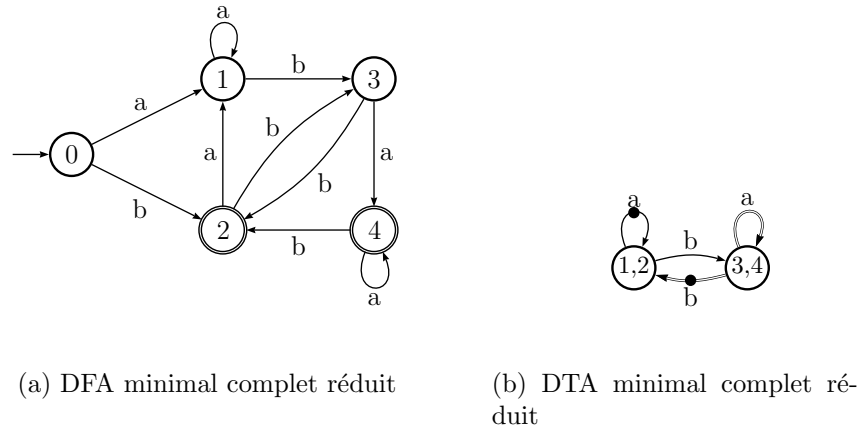 a
1
b
3
a
b
0
a
a
b
b
2
4
b
a
a
a
b
1,2
3,4
b
(a) DFA minimal complet réduit
(b) DTA minimal complet ré-
duit